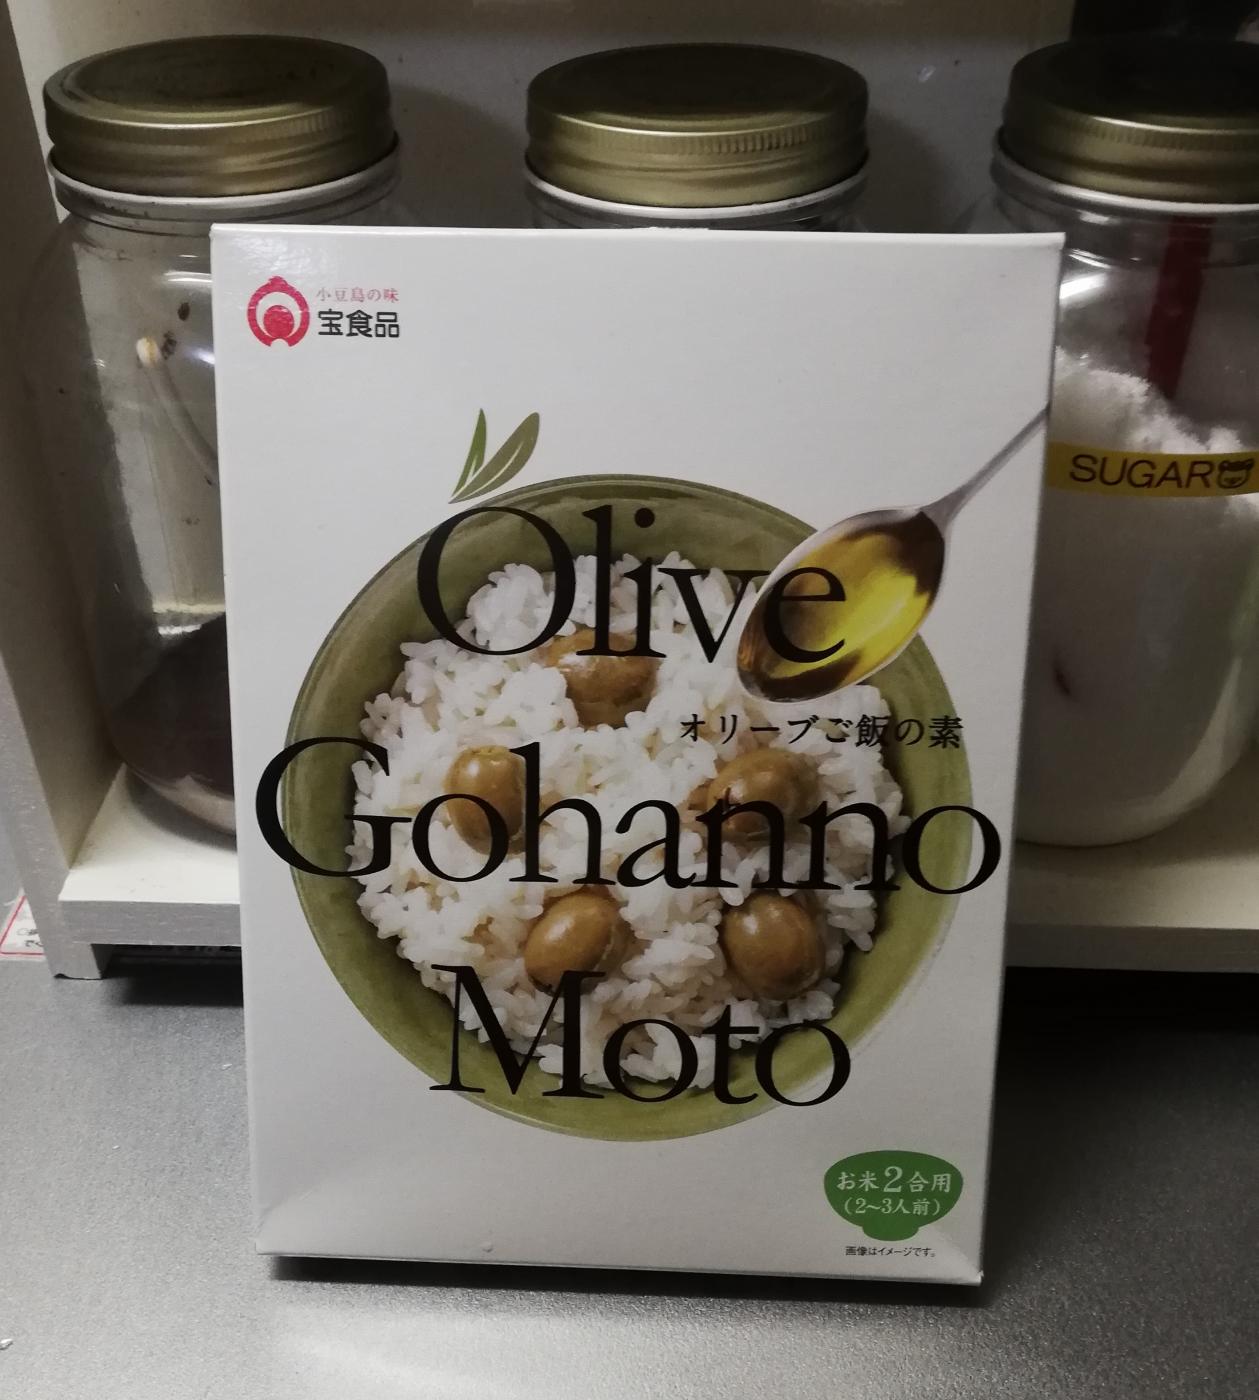 小豆島の味
宝食品
SUGAR
Olive
オリーブご飯の素
Gohanno
Moto
お米2合用
(2~3人前)
画像はイメージです。